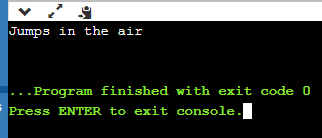 Jumps in the air
...Program finished with exit code 0
Press ENTER to exit console.